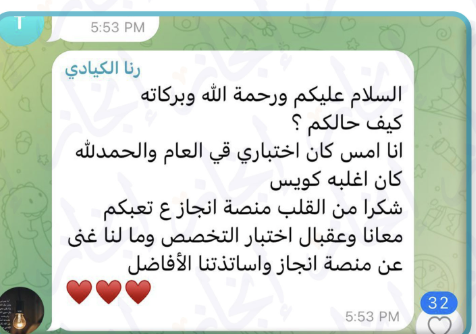 T
5:53 PM
رنا الكيادي
السلام عليكم ورحمة الله وبركاته
كيف حالكم ؟
انا امس كان اختباري قي العام والحمدلله
كان اغلبه كويس
شكرا من القلب منصة انجاز ع تعبكم
معانا وعقبال اختبار التخصص وما لنا غنى
عن منصة انجاز واساتذتنا الأفاضل
32
5:53 PM